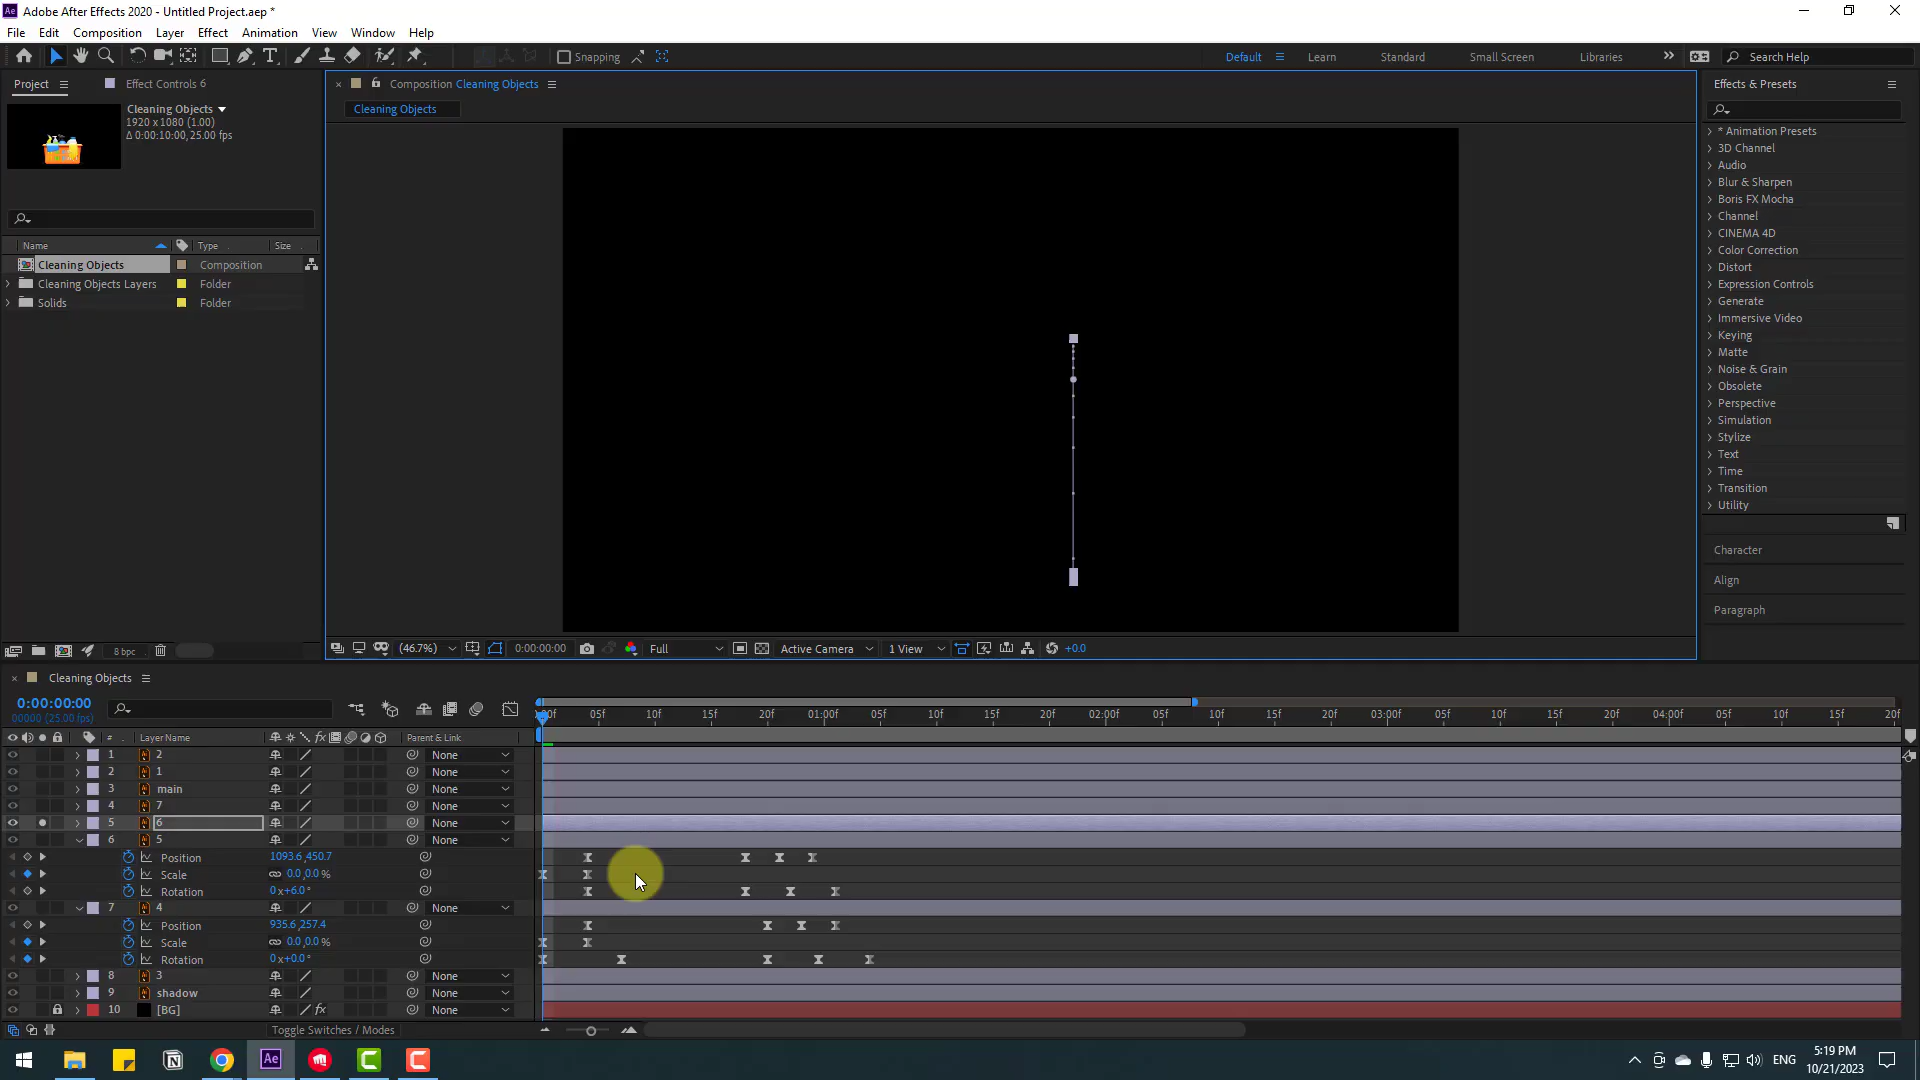 Adobe After Effects 2020 - Untitled Project.aep *
File Edit Composition Layer Effect Animation View Window Help
Snapping
Default Learn Standard Small Screen Libraries Search Help
Project Effect Controls 6
Composition Cleaning Objects
Effects & Presets
Cleaning Objects
1920 x 1080 (1.00)
Δ 0:00:10:00, 25.00 fps
Cleaning Objects
* Animation Presets
3D Channel
Audio
Blur & Sharpen
Boris FX Mocha
Channel
CINEMA 4D
Color Correction
Distort
Expression Controls
Generate
Immersive Video
Keying
Matte
Noise & Grain
Obsolete
Perspective
Simulation
Stylize
Text
Time
Transition
Utility
Character
Align
Paragraph
Name Type Size
Cleaning Objects Composition
Cleaning Objects Layers Folder
Solids Folder
8 bpc
(46.7%) 0:00:00:00 Full Active Camera 1 View +0.0
Cleaning Objects
0:00:00:00
00000 (25.00 fps)
:00f 05f 10f 15f 20f 01:00f 05f 10f 15f 20f 02:00f 05f 10f 15f 20f 03:00f 05f 10f 15f 20f 04:00f 05f 10f 15f 20f
# Layer Name fx Parent & Link
1 2 None
2 1 None
3 main None
4 7 None
5 6 None
6 5 None
Position 1093.6,450.7
Scale 0.0,0.0 %
Rotation 0x+6.0°
7 4 None
Position 935.6,257.4
Scale 0.0,0.0 %
Rotation 0x+0.0°
8 3 None
9 shadow None
10 [BG] fx None
Toggle Switches / Modes
Ae
ENG
5:19 PM
10/21/2023